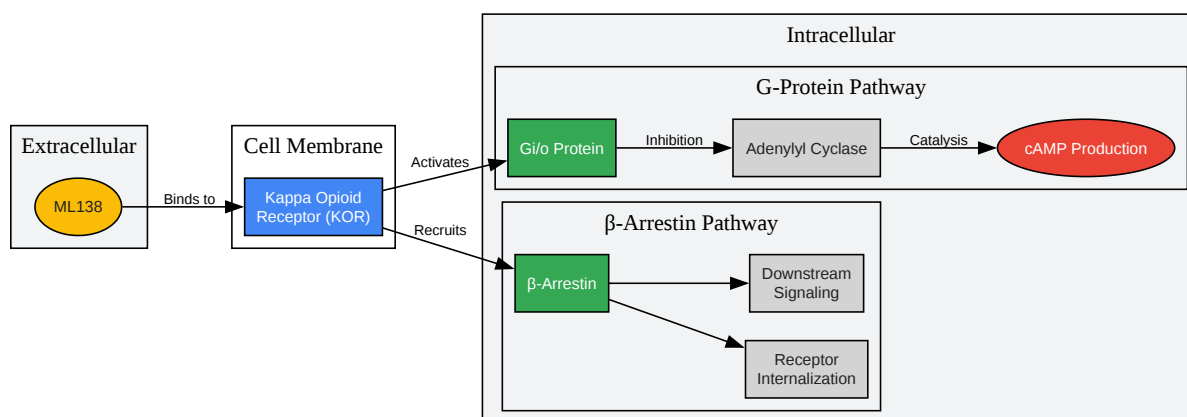 Intracellular
G-Protein Pathway
Extracellular
Cell Membrane
ML138
Binds to
Kappa Opioid
Receptor (KOR)
Activates
Recruits
Gi/o Protein
Inhibition
Adenylyl Cyclase
Catalysis
cAMP Production
β-Arrestin Pathway
β-Arrestin
Downstream
Signaling
Receptor
Internalization